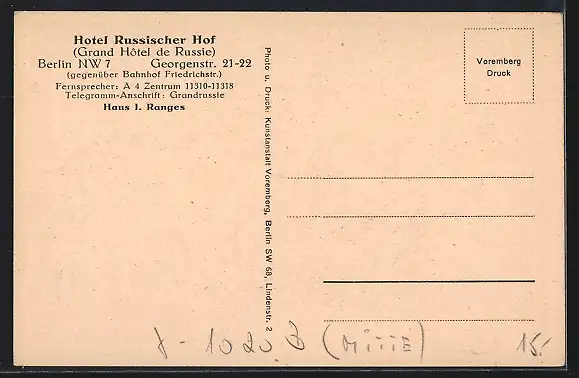 Hotel Russischer Hof
(Grand Hôtel de Russie)
Berlin NW 7 Georgenstr. 21-22
(gegenüber Bahnhof Friedrichstr.)
Fernsprecher: A 4 Zentrum 11310-11318
Telegramm-Anschrift: Grandrussie
Haus I. Ranges
Photo u. Druck: Kunstanstalt Voremberg, Berlin SW 68, Lindenstr. 2
Voremberg
Druck
15.-